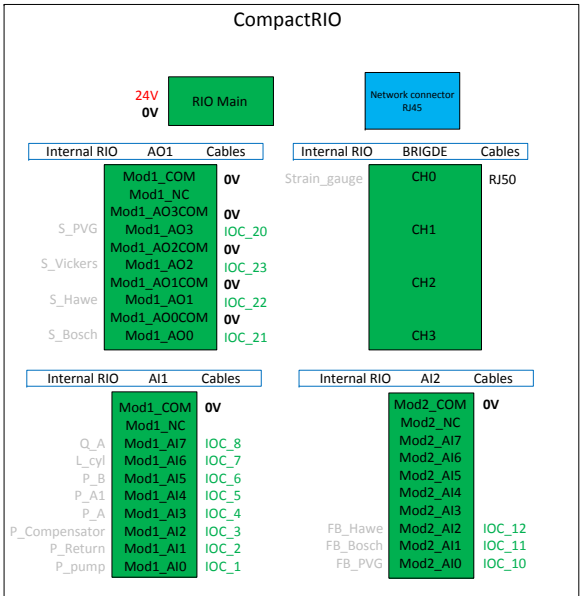 CompactRIO
24V
0V
RIO Main
Network connector
RJ45
Internal RIO AO1 Cables
Mod1_COM 0V
Mod1_NC
Mod1_AO3COM 0V
S_PVG Mod1_AO3 IOC_20
Mod1_AO2COM 0V
S_Vickers Mod1_AO2 IOC_23
Mod1_AO1COM 0V
S_Hawe Mod1_AO1 IOC_22
Mod1_AO0COM 0V
S_Bosch Mod1_AO0 IOC_21
Internal RIO BRIGDE Cables
Strain_gauge CH0 RJ50
CH1
CH2
CH3
Internal RIO AI1 Cables
Mod1_COM 0V
Mod1_NC
Q_A Mod1_AI7 IOC_8
L_cyl Mod1_AI6 IOC_7
P_B Mod1_AI5 IOC_6
P_A1 Mod1_AI4 IOC_5
P_A Mod1_AI3 IOC_4
P_Compensator Mod1_AI2 IOC_3
P_Return Mod1_AI1 IOC_2
P_pump Mod1_AI0 IOC_1
Internal RIO AI2 Cables
Mod2_COM 0V
Mod2_NC
Mod2_AI7
Mod2_AI6
Mod2_AI5
Mod2_AI4
Mod2_AI3
FB_Hawe Mod2_AI2 IOC_12
FB_Bosch Mod2_AI1 IOC_11
FB_PVG Mod2_AI0 IOC_10